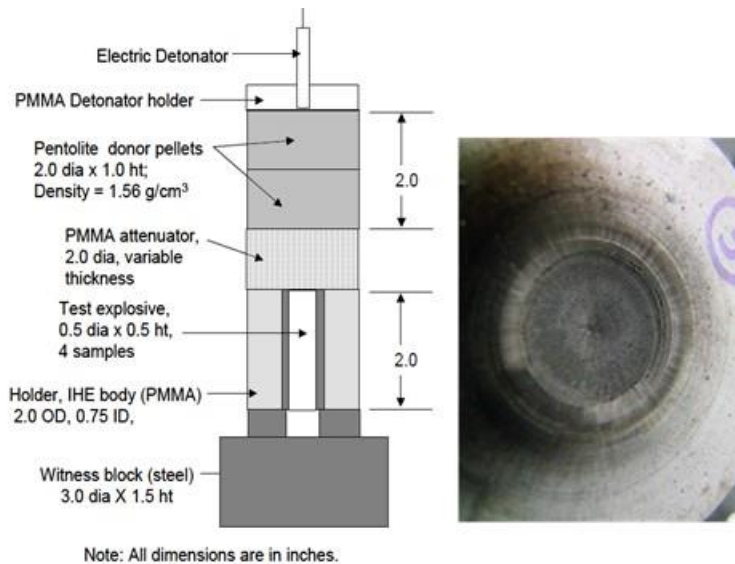 Electric Detonator
PMMA Detonator holder
Pentolite donor pellets
2.0 dia x 1.0 ht;
Density = 1.56 g/cm³
2.0
PMMA attenuator,
2.0 dia, variable
thickness
Test explosive,
0.5 dia x 0.5 ht,
4 samples
2.0
Holder, IHE body (PMMA)
2.0 OD, 0.75 ID,
Witness block (steel)
3.0 dia X 1.5 ht
Note: All dimensions are in inches.